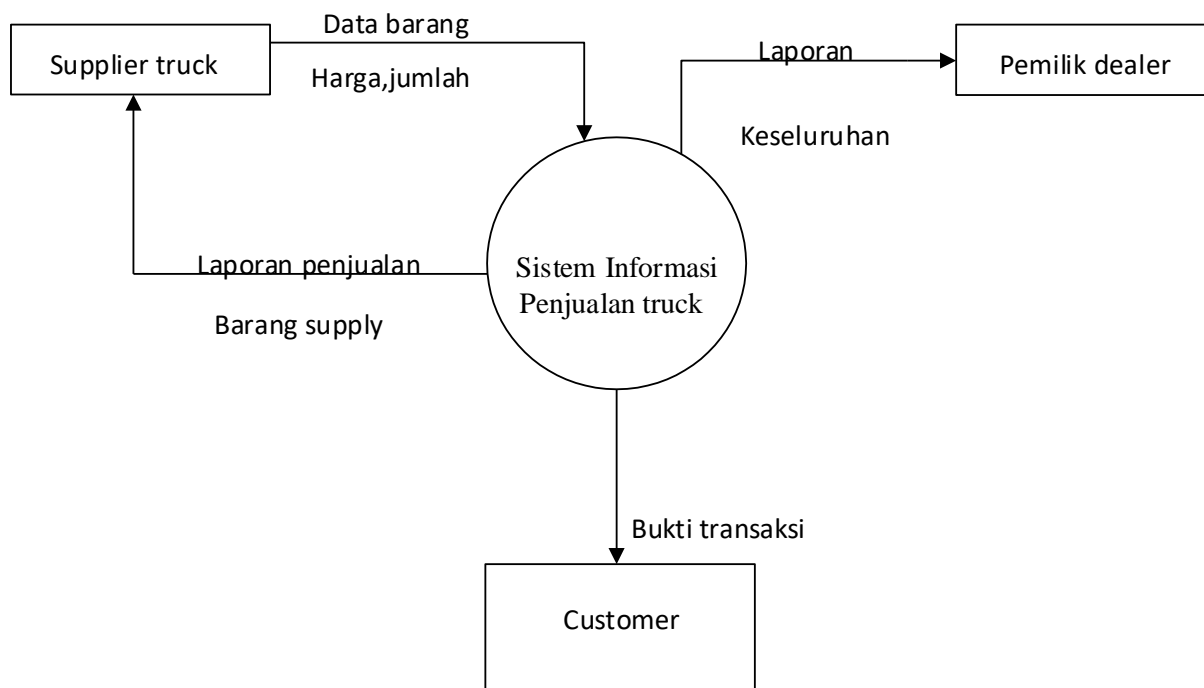 Data barang
Supplier truck
Harga,jumlah
Laporan
Pemilik dealer
Keseluruhan
Laporan penjualan
Barang supply
Sistem Informasi
Penjualan truck
Bukti transaksi
Customer